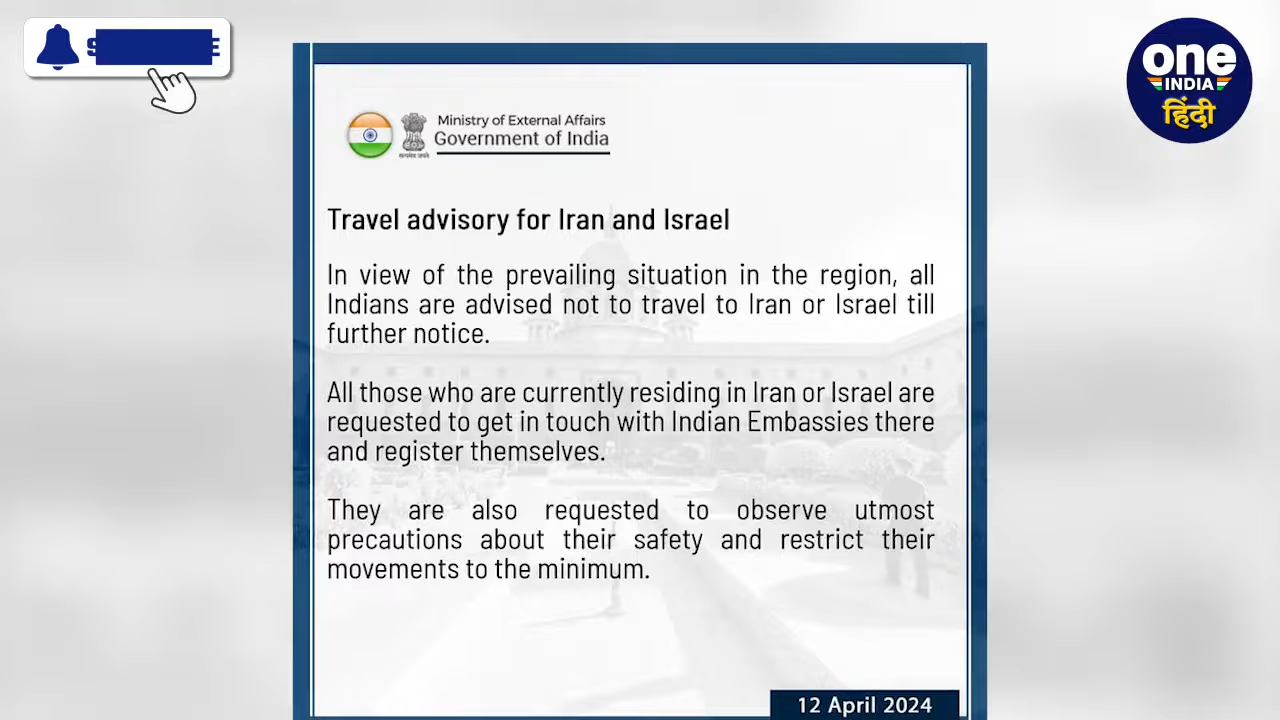 one
INDIA
हिंदी
Ministry of External Affairs
Government of India
सत्यमेव जयते
Travel advisory for Iran and Israel
In view of the prevailing situation in the region, all
Indians are advised not to travel to Iran or Israel till
further notice.
All those who are currently residing in Iran or Israel are
requested to get in touch with Indian Embassies there
and register themselves.
They are also requested to observe utmost
precautions about their safety and restrict their
movements to the minimum.
12 April 2024